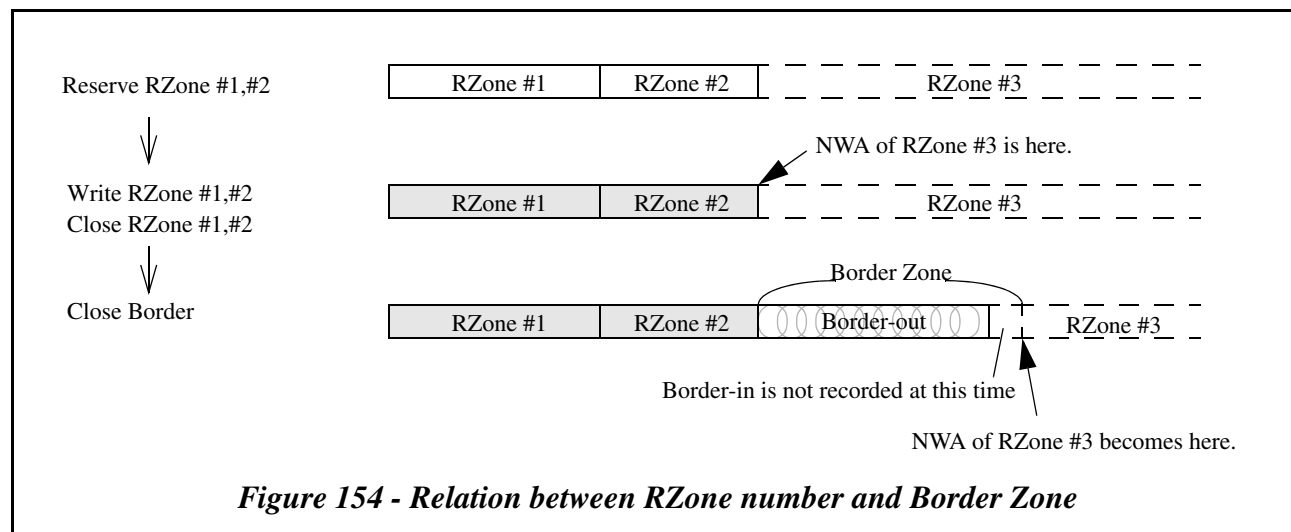 Reserve RZone #1,#2
RZone #1
RZone #2
RZone #3
NWA of RZone #3 is here.
Write RZone #1,#2
Close RZone #1,#2
RZone #1
RZone #2
RZone #3
Border Zone
Close Border
RZone #1
RZone #2
Border-out
RZone #3
Border-in is not recorded at this time
NWA of RZone #3 becomes here.
Figure 154 - Relation between RZone number and Border Zone